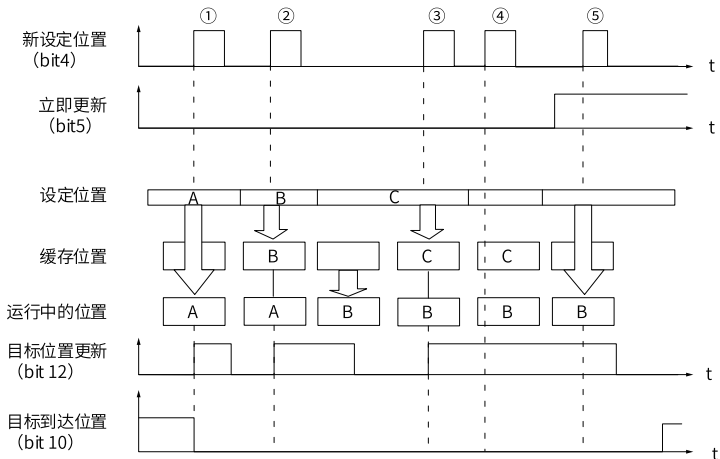 ① ② ③ ④ ⑤
新设定位置
（bit4）
t
立即更新
（bit5）
t
设定位置 A B C
缓存位置 B C C
运行中的位置 A A B B B B
目标位置更新
（bit 12）
t
目标到达位置
（bit 10）
t